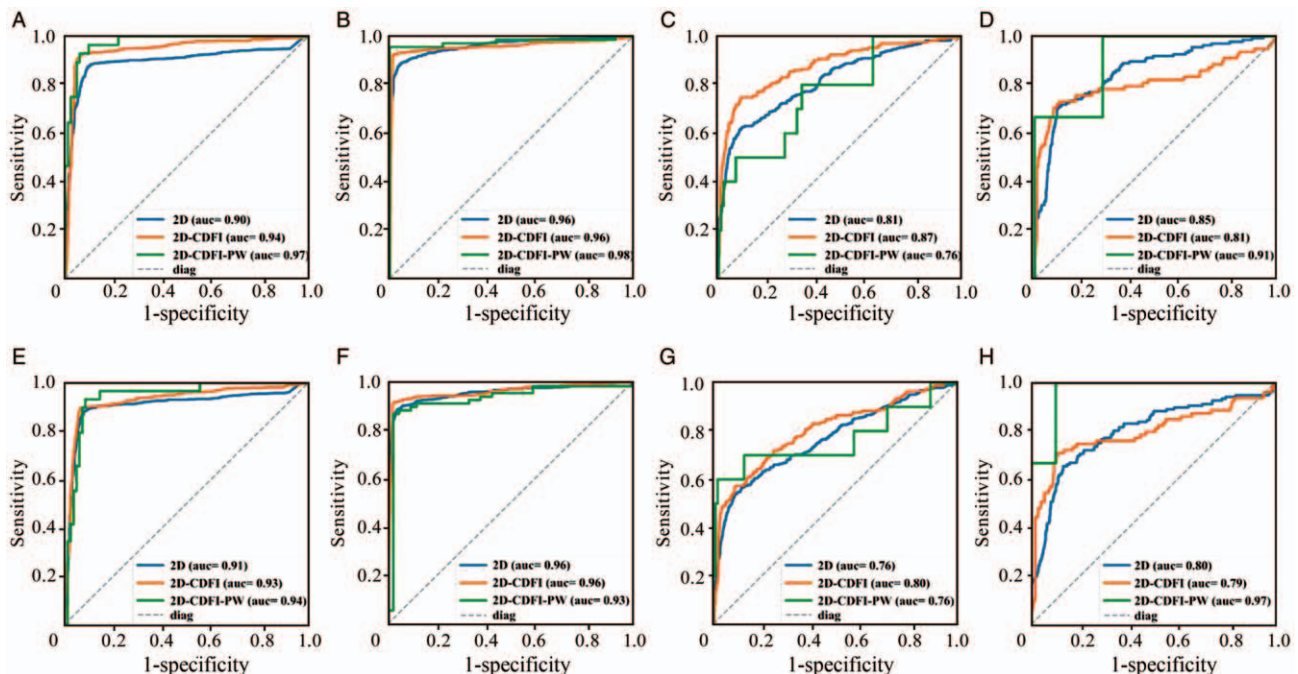 A
1.0
0.8
0.6
0.4
0.2
Sensitivity
2D (auc= 0.90)
2D-CDFI (auc= 0.94)
2D-CDFI-PW (auc= 0.97)
diag
0 0.2 0.4 0.6 0.8 1.0
1-specificity
B
1.0
0.8
0.6
0.4
0.2
Sensitivity
2D (auc= 0.96)
2D-CDFI (auc= 0.96)
2D-CDFI-PW (auc= 0.98)
diag
0 0.2 0.4 0.6 0.8 1.0
1-specificity
C
1.0
0.8
0.6
0.4
0.2
Sensitivity
2D (auc= 0.81)
2D-CDFI (auc= 0.87)
2D-CDFI-PW (auc= 0.76)
diag
0 0.2 0.4 0.6 0.8 1.0
1-specificity
D
1.0
0.8
0.6
0.4
0.2
Sensitivity
2D (auc= 0.85)
2D-CDFI (auc= 0.81)
2D-CDFI-PW (auc= 0.91)
diag
0 0.2 0.4 0.6 0.8 1.0
1-specificity
E
1.0
0.8
0.6
0.4
0.2
Sensitivity
2D (auc= 0.91)
2D-CDFI (auc= 0.93)
2D-CDFI-PW (auc= 0.94)
diag
0 0.2 0.4 0.6 0.8 1.0
1-specificity
F
1.0
0.8
0.6
0.4
0.2
Sensitivity
2D (auc= 0.96)
2D-CDFI (auc= 0.96)
2D-CDFI-PW (auc= 0.93)
diag
0 0.2 0.4 0.6 0.8 1.0
1-specificity
G
1.0
0.8
0.6
0.4
0.2
Sensitivity
2D (auc= 0.76)
2D-CDFI (auc= 0.80)
2D-CDFI-PW (auc= 0.76)
diag
0 0.2 0.4 0.6 0.8 1.0
1-specificity
H
1.0
0.8
0.6
0.4
0.2
Sensitivity
2D (auc= 0.80)
2D-CDFI (auc= 0.79)
2D-CDFI-PW (auc= 0.97)
diag
0 0.2 0.4 0.6 0.8 1.0
1-specificity